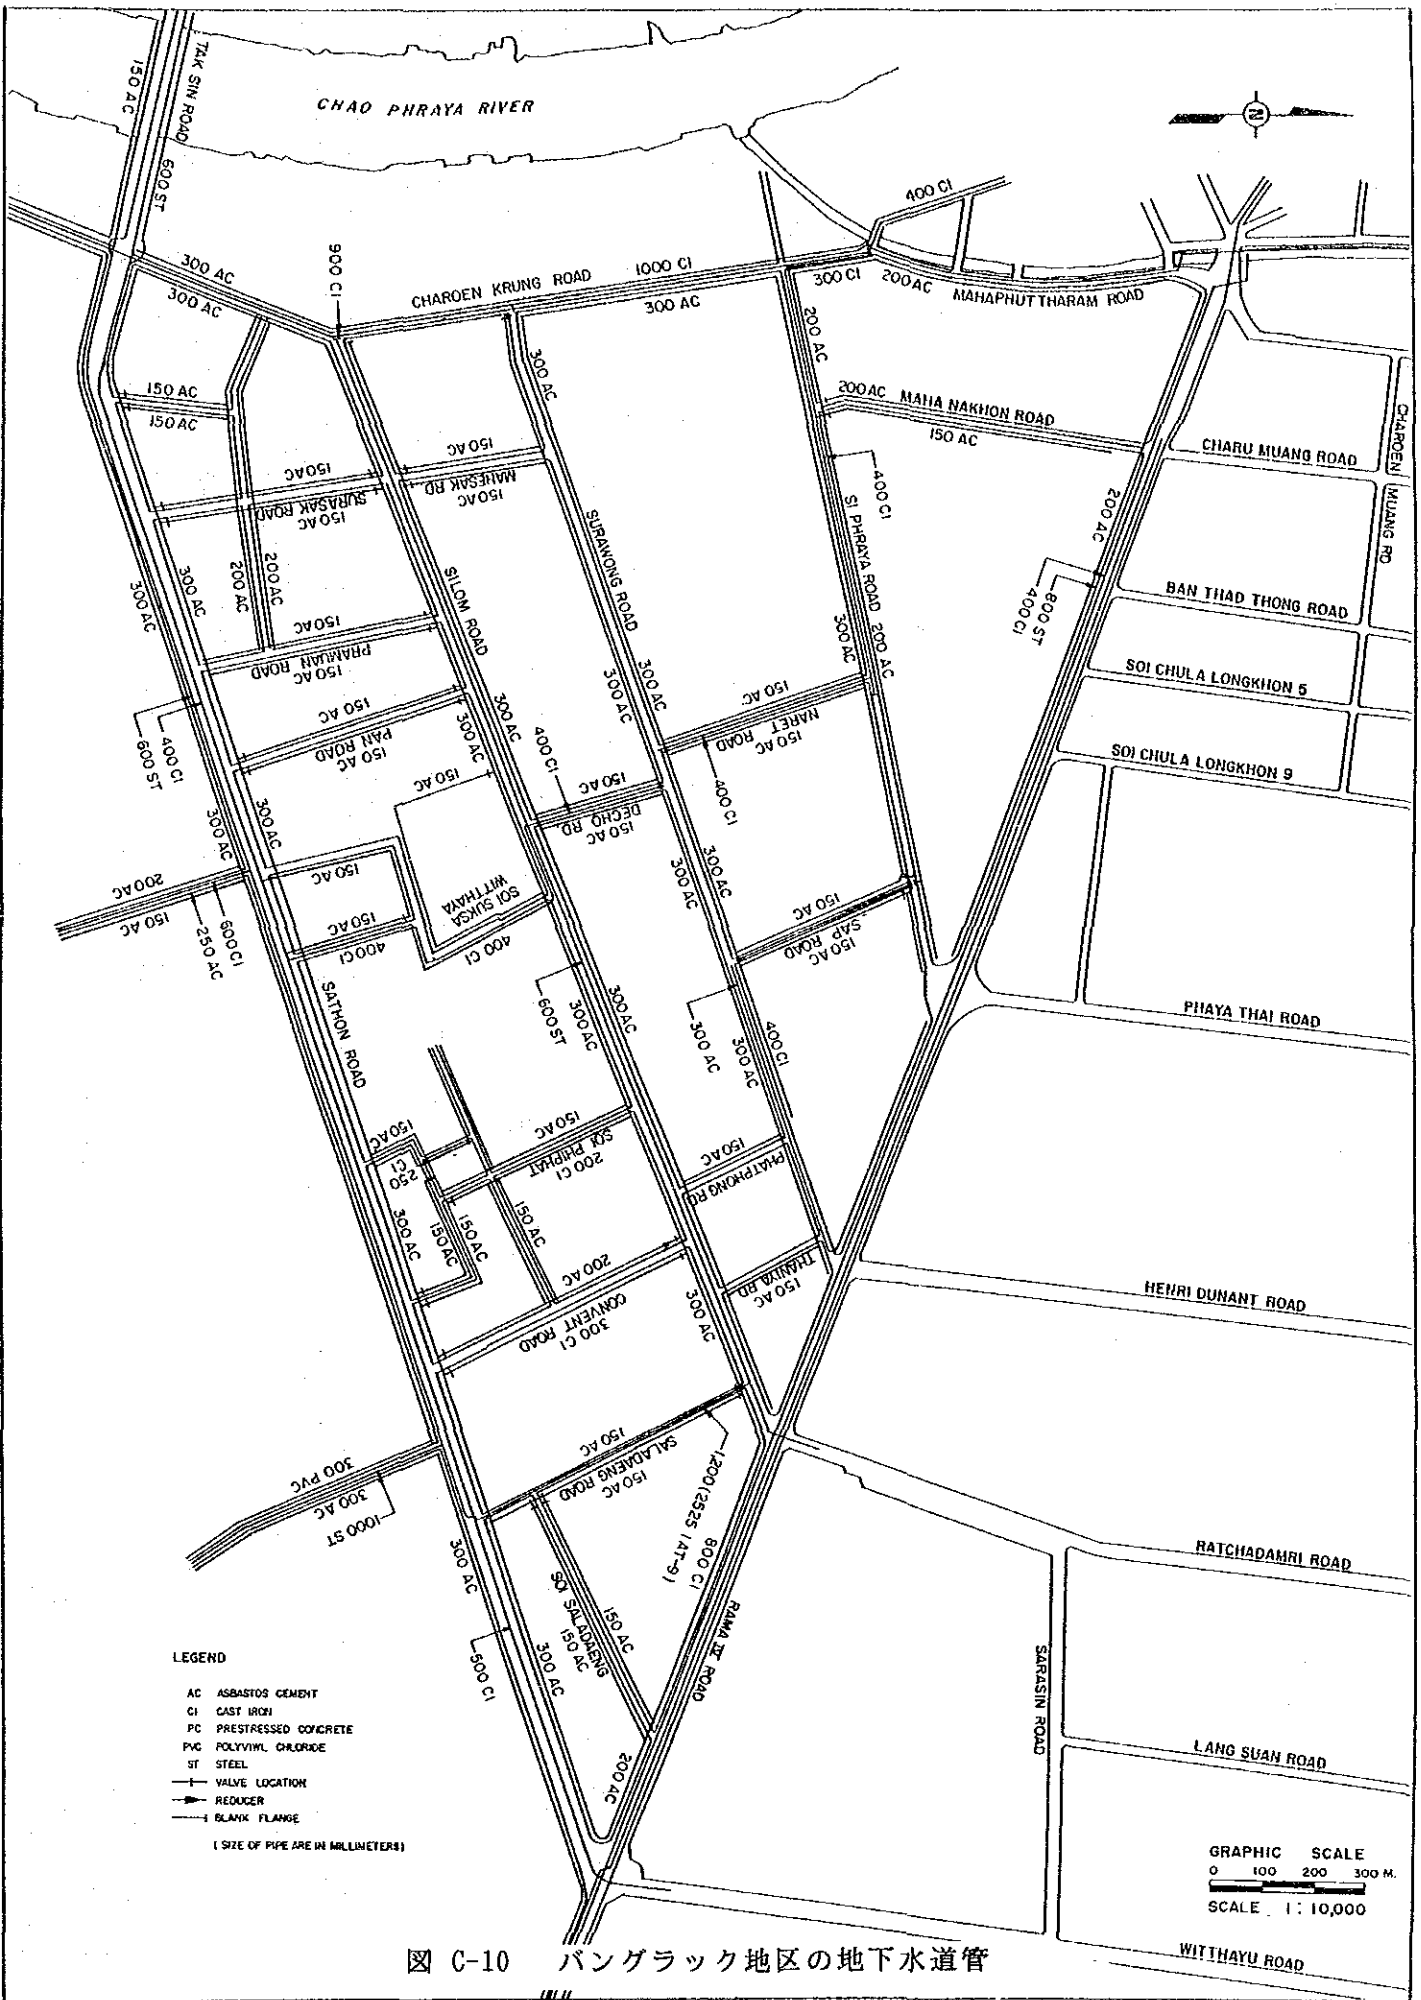 150 AC
TAK SIN ROAD
600 ST
CHAO PHRAYA RIVER
N
400 CI
300 AC
300 AC
900 CI
CHAROEN KRUNG ROAD
1000 CI
300 AC
300 CI
200 AC
MAHAPHUTTHARAM ROAD
150 AC
150 AC
300 AC
200 AC
200 AC
MAHA NAKHON ROAD
150 AC
CHARU MUANG ROAD
CHAROEN MUANG RD
150 AC
SURASAK ROAD
150 AC
150 AC
MAHESAK RD
150 AC
400 CI
SI PHRAYA ROAD
200 AC
300 AC
200 AC
800 ST
400 CI
BAN THAD THONG ROAD
SOI CHULA LONGKHON 5
SOI CHULA LONGKHON 9
300 AC
300 AC
200 AC
200 AC
SILOM ROAD
SURAWONG ROAD
150 AC
PRAMUAN ROAD
150 AC
150 AC
PAN ROAD
150 AC
300 AC
300 AC
300 AC
300 AC
150 AC
NARET ROAD
150 AC
400 CI
600 ST
300 AC
300 AC
150 AC
400 CI
150 AC
DECHO RD.
150 AC
400 CI
300 AC
300 AC
200 AC
150 AC
600 CI
250 AC
150 AC
150 AC
400 CI
SOI SUKSA
WITTHAYA
400 CI
600 ST
300 AC
300 AC
150 AC
SAP ROAD
150 AC
300 AC
300 AC
400 CI
PHAYA THAI ROAD
SATHON ROAD
150 AC
250
CI
300 AC
150 AC
150 AC
150 AC
SOI PHIPHAT
200 CI
150 AC
150 AC
PHATPHONG RD.
THANIYA RD
150 AC
HENRI DUNANT ROAD
200 AC
CONVENT ROAD
300 CI
300 AC
150 AC
SALADAENG ROAD
150 AC
1,200 (2525 (AT-9)
800 CI
RAMA IV ROAD
300 PVC
300 AC
1000 ST
300 AC
500 CI
300 AC
SOI SALADAENG
150 AC
150 AC
200 AC
RATCHADAMRI ROAD
SARASIN ROAD
LANG SUAN ROAD
WITTHAYU ROAD
LEGEND
AC ASBASTOS CEMENT
CI CAST IRON
PC PRESTRESSED CONCRETE
PVC POLYVIWL CHLORIDE
ST STEEL
VALVE LOCATION
REDUCER
BLANK FLANGE
( SIZE OF PIPE ARE IN MILLIMETERS)
GRAPHIC SCALE
0 100 200 300 M.
SCALE 1 : 10,000
図 C-10 バングラック地区の地下水道管